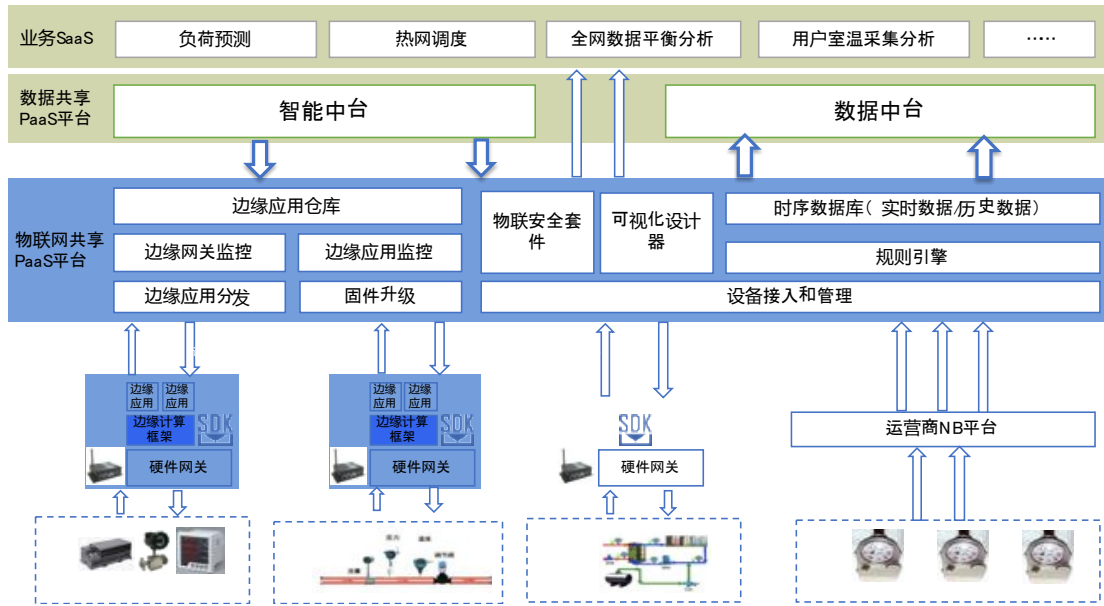 业务SaaS
负荷预测
热网调度
全网数据平衡分析
用户室温采集分析
……
数据共享
PaaS平台
智能中台
数据中台
物联网共享
PaaS平台
边缘应用仓库
边缘网关监控
边缘应用监控
边缘应用分发
固件升级
物联安全套
件
可视化设计
器
时序数据库(实时数据/历史数据)
规则引擎
设备接入和管理
边缘
应用
边缘
应用
边缘计算
框架
SDK
硬件网关
边缘
应用
边缘
应用
边缘计算
框架
SDK
硬件网关
SDK
硬件网关
运营商NB平台